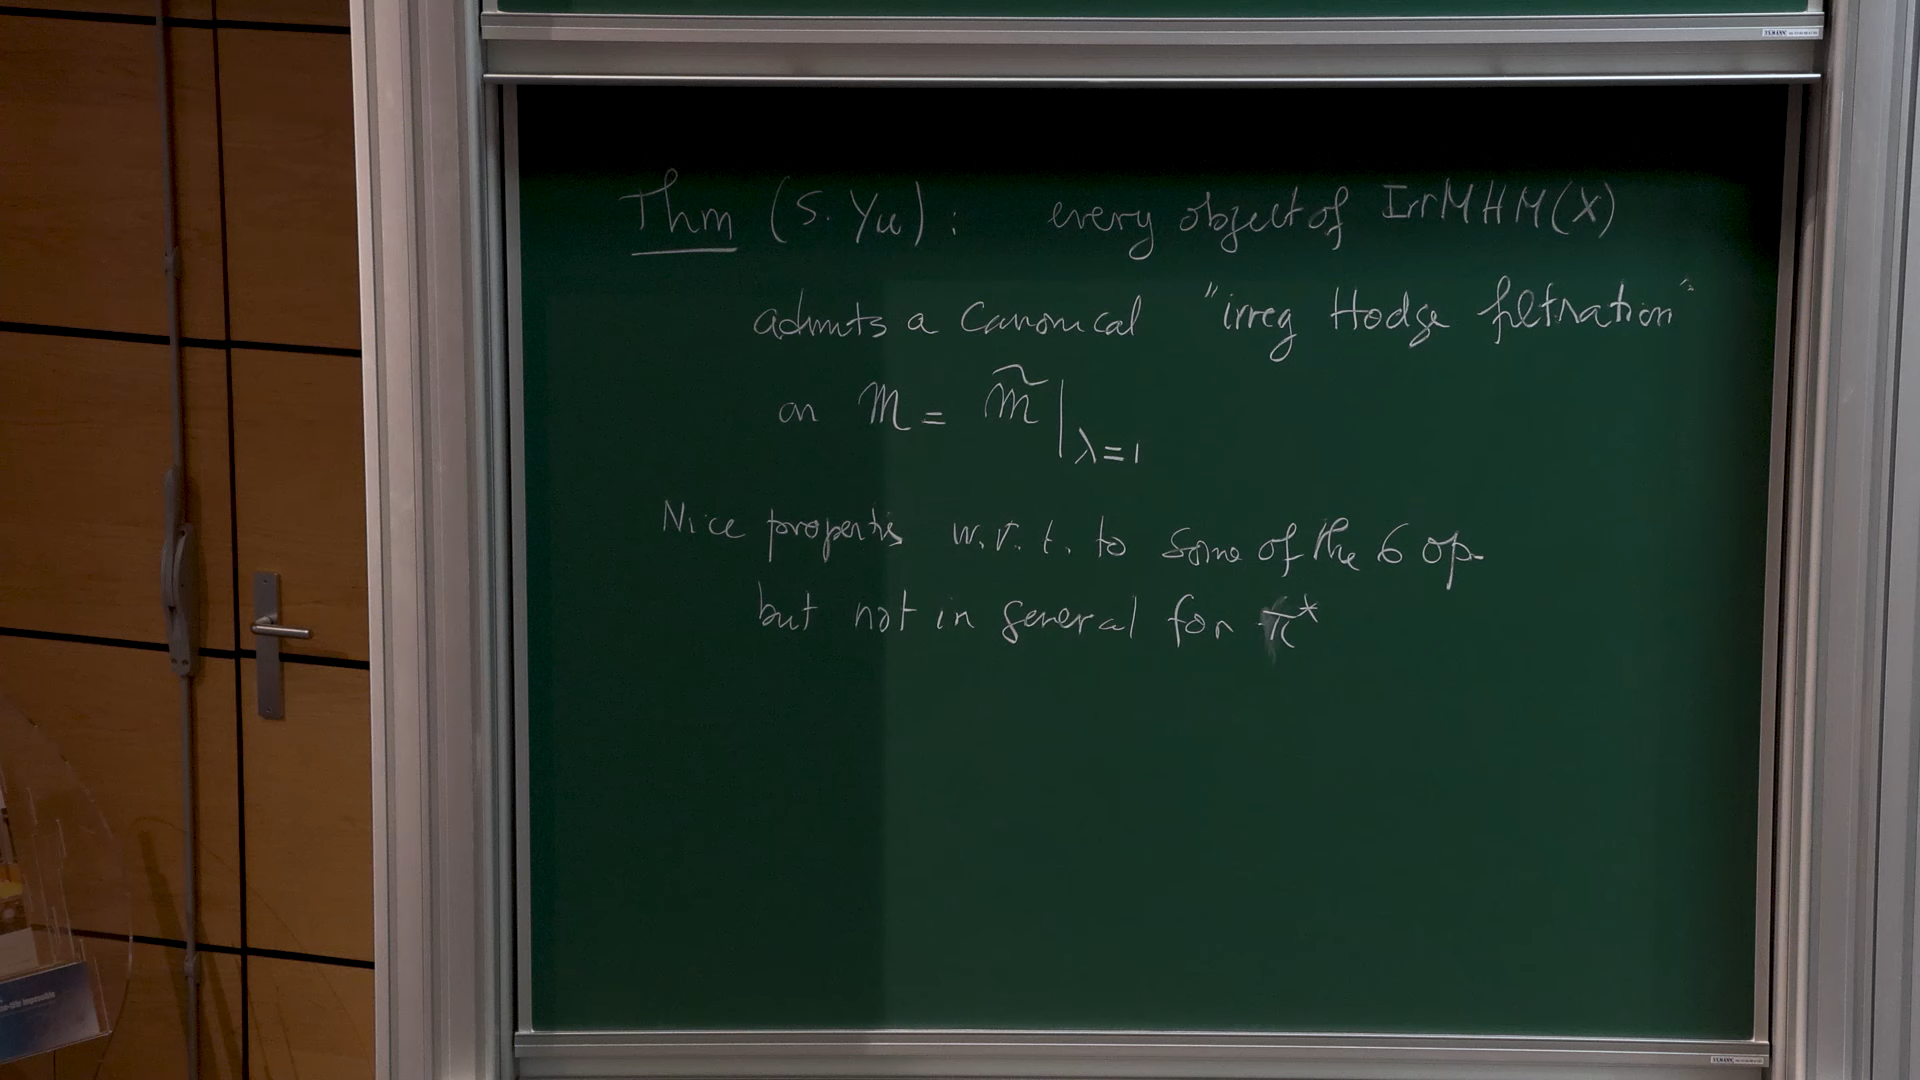 Thm (S. Yu) : every object of IrrMHM(X)
admits a canonical "irreg Hodge filtration"
on M = M̃|λ=1
Nice properties w.r.t. to some of the 6 op.
but not in general for π*